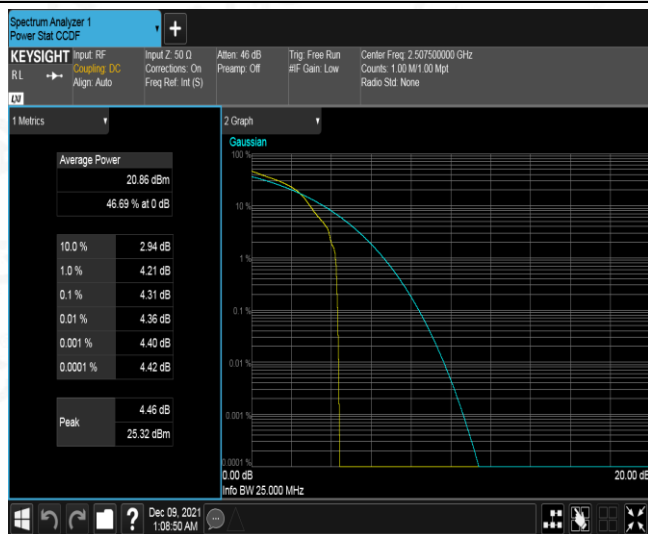 Spectrum Analyzer 1
Power Stat CCDF
+
KEYSIGHT
RL
Input: RF
Coupling: DC
Align: Auto
Input Z: 50 Ω
Corrections: On
Freq Ref: Int (S)
Atten: 46 dB
Preamp: Off
Trig: Free Run
#IF Gain: Low
Center Freq: 2.507500000 GHz
Counts: 1.00 M/1.00 Mpt
Radio Std: None
1 Metrics
Average Power
20.86 dBm
46.69 % at 0 dB
10.0 % 2.94 dB
1.0 % 4.21 dB
0.1 % 4.31 dB
0.01 % 4.36 dB
0.001 % 4.40 dB
0.0001 % 4.42 dB
Peak
4.46 dB
25.32 dBm
2 Graph
Gaussian
100 %
10 %
1 %
0.1 %
0.01 %
0.001 %
0.0001 %
0.00 dB
20.00 dB
Info BW 25.000 MHz
?
Dec 09, 2021
1:08:50 AM